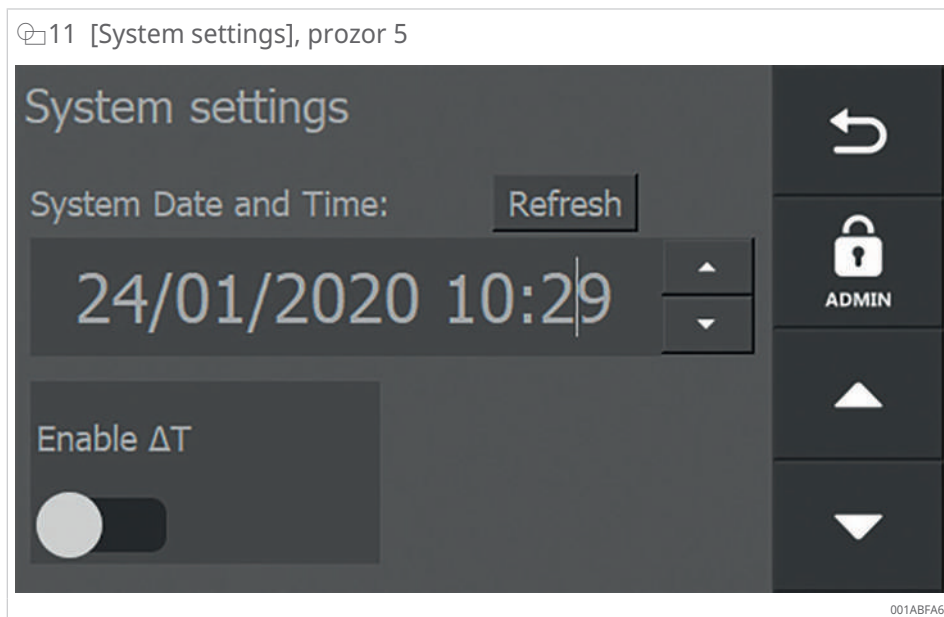 11 [System settings], prozor 5
System settings
System Date and Time:
Refresh
24/01/2020 10:29
ADMIN
Enable ΔT
001ABFA6